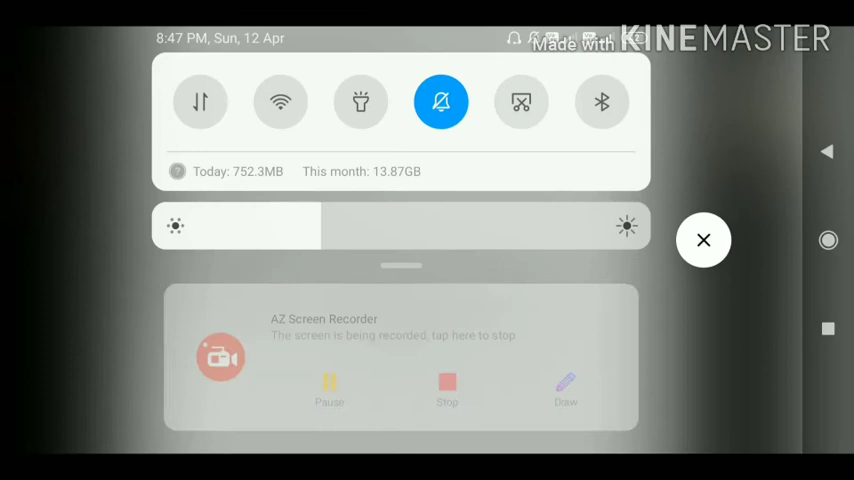 8:47 PM, Sun, 12 Apr
Made with KINEMASTER
Today: 752.3MB This month: 13.87GB
AZ Screen Recorder
The screen is being recorded, tap here to stop
Pause Stop Draw